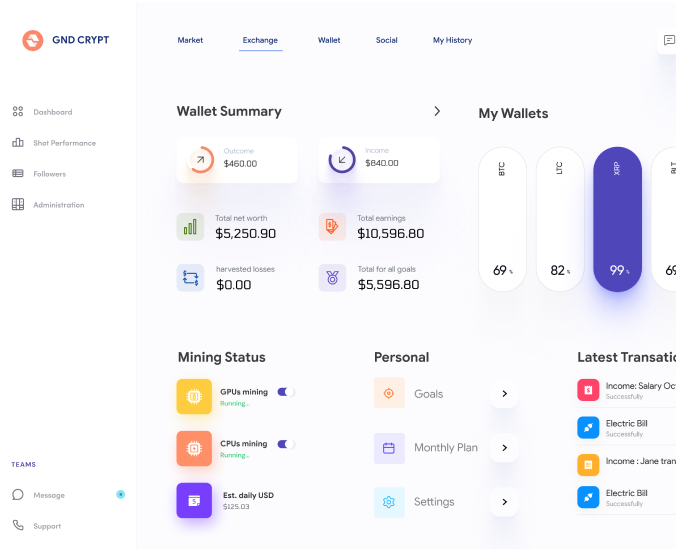 GND CRYPT
Market
Exchange
Wallet
Social
My History
Dashboard
Shot Performance
Followers
Administration
Wallet Summary
Outcome
$460.00
Income
$640.00
Total net worth
$5,250.90
Total earnings
$10,596.80
harvested losses
$0.00
Total for all goals
$5,596.80
My Wallets
BTC
69 %
LTC
82 %
XRP
99 %
69
Mining Status
GPUs mining
Running..
CPUs mining
Running..
Est. daily USD
$125.03
Personal
Goals
Monthly Plan
Settings
Latest Transati
Income: Salary Oc
Successfully
Electric Bill
Successfully
Income : Jane tran
Electric Bill
Successfully
TEAMS
Message
Support